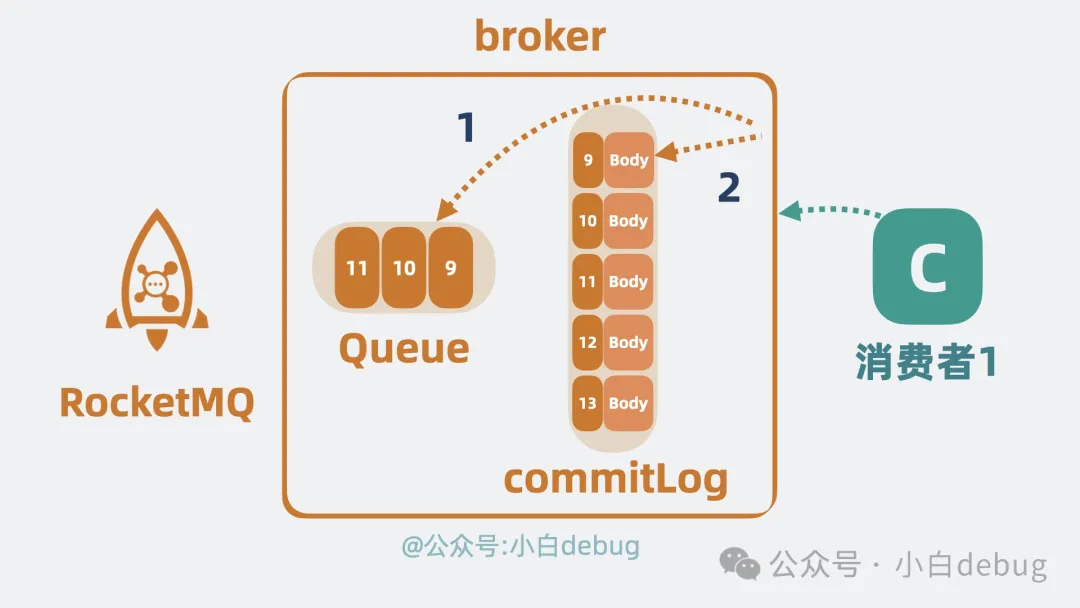 broker
1
2
9 Body
10 Body
11 Body
12 Body
13 Body
11 10 9
Queue
commitLog
RocketMQ
C
消费者1
@公众号:小白debug
公众号 · 小白debug